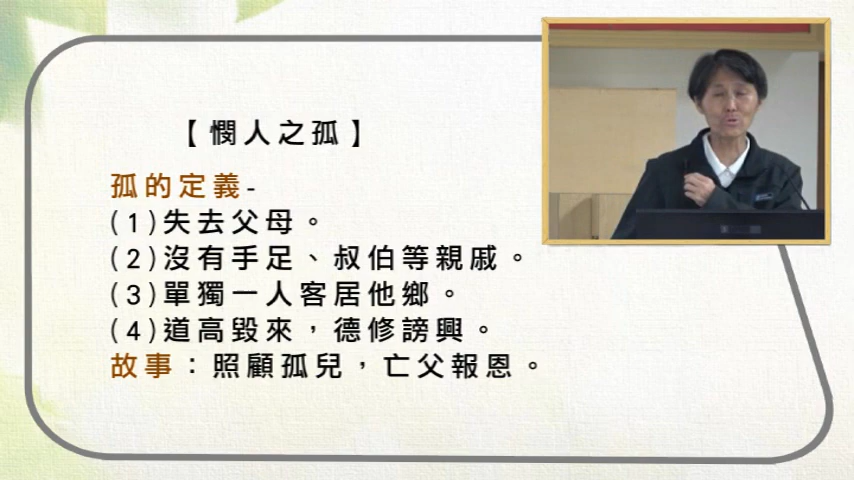 【憫人之孤】
孤的定義-
(1)失去父母。
(2)沒有手足、叔伯等親戚。
(3)單獨一人客居他鄉。
(4)道高毀來，德修謗興。
故事：照顧孤兒，亡父報恩。